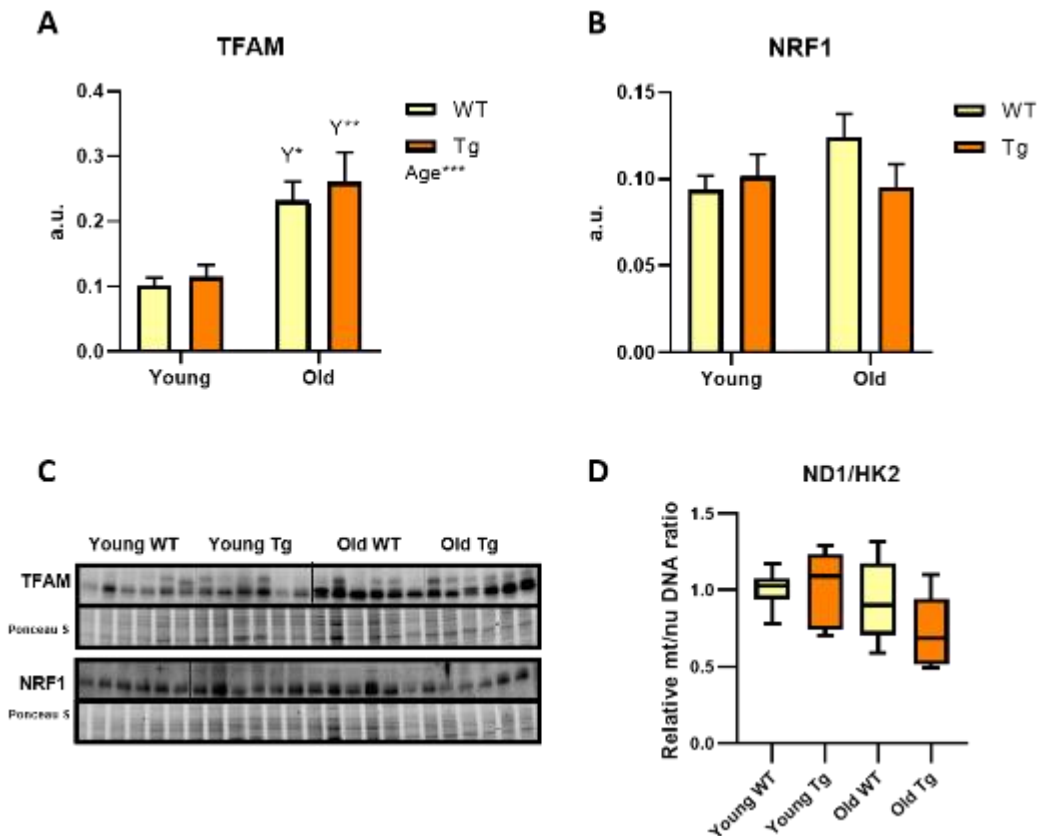 A
TFAM
0.4
0.3
0.2
0.1
0.0
a.u.
Y*
Y**
WT
Tg
Age***
Young
Old
B
NRF1
0.15
0.10
0.05
0.00
a.u.
WT
Tg
Young
Old
C
Young WT
Young Tg
Old WT
Old Tg
TFAM
Ponceau S
NRF1
Ponceau S
D
ND1/HK2
Relative mt/nu DNA ratio
1.5
1.0
0.5
0.0
Young WT
Young Tg
Old WT
Old Tg